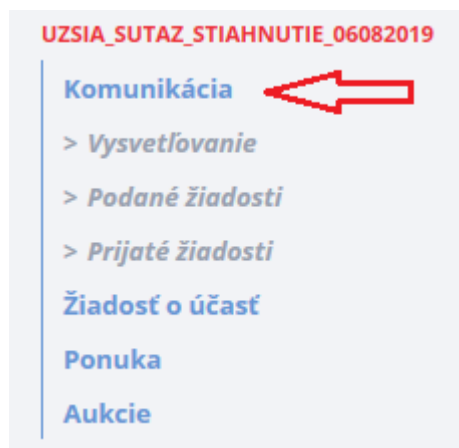 UZSIA_SUTAZ_STIAHNUTIE_06082019
Komunikácia
> Vysvetľovanie
> Podané žiadosti
> Prijaté žiadosti
Žiadosť o účasť
Ponuka
Aukcie